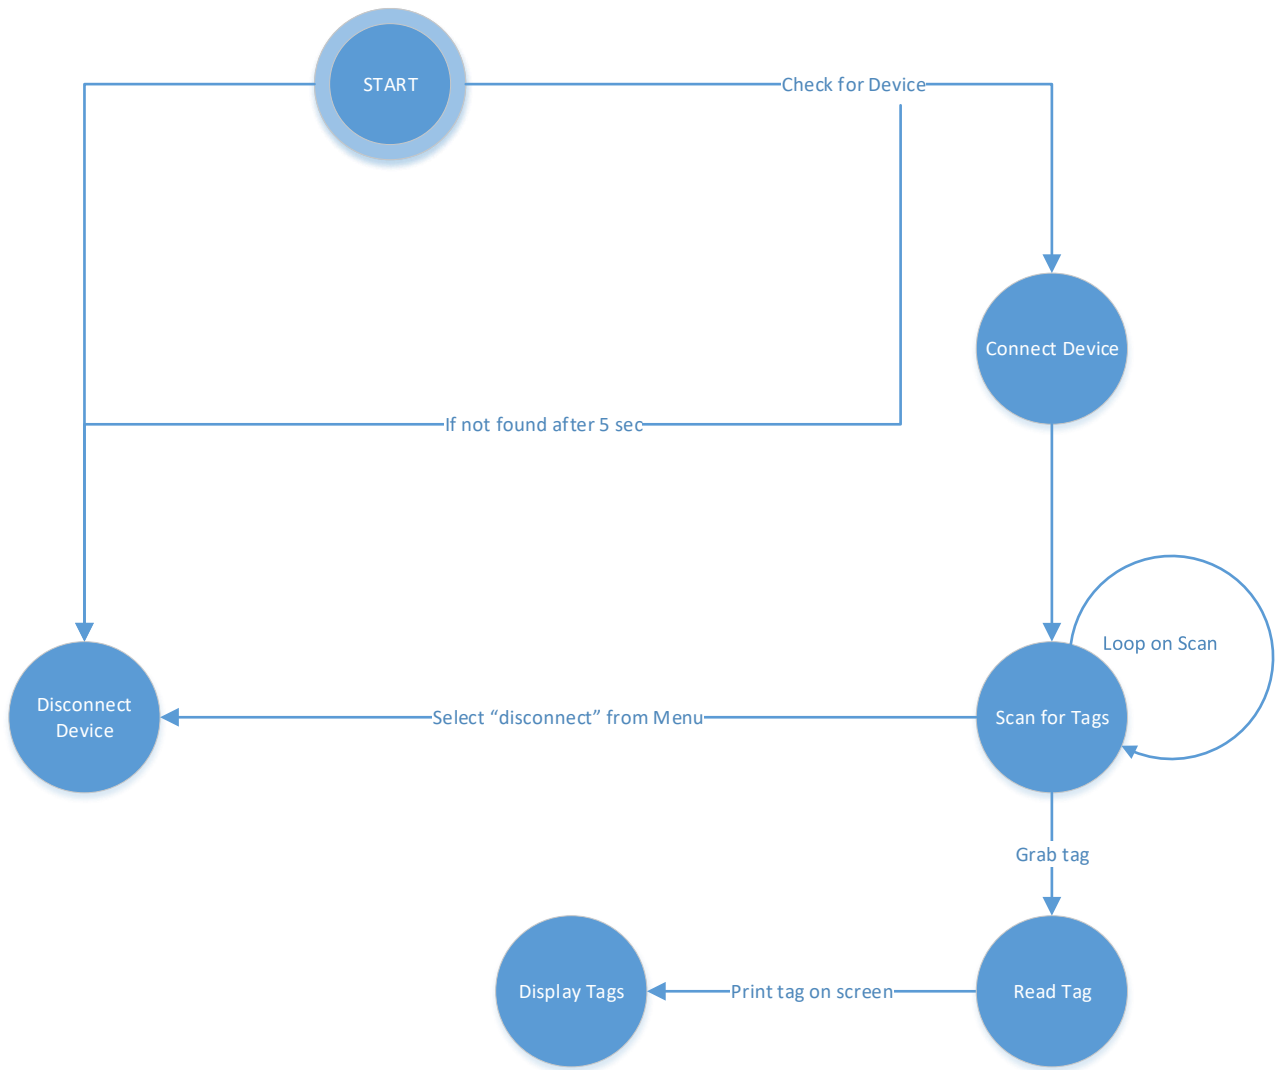 START
Check for Device
Connect Device
If not found after 5 sec
Loop on Scan
Disconnect
Device
Select “disconnect” from Menu
Scan for Tags
Grab tag
Display Tags
Print tag on screen
Read Tag